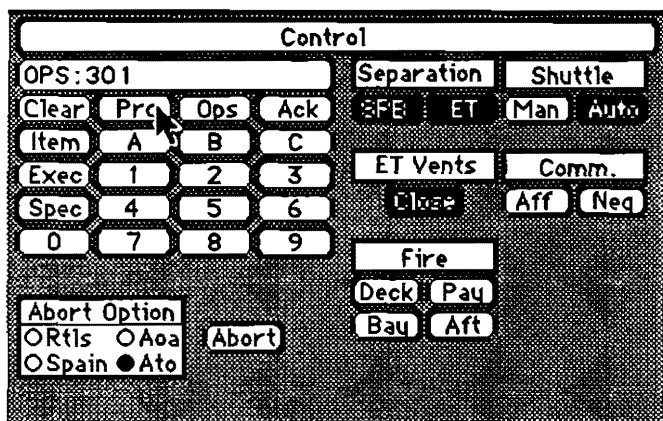 Control
OPS:301
Clear Pro Ops Ack
Item A B C
Exec 1 2 3
Spec 4 5 6
0 7 8 9
Abort Option
Rtls Aoa
Spain Ato
Abort
Separation
ET
Shuttle
Man Auto
ET Vents
Close
Comm.
Aff Neg
Fire
Deck Pay
Bay Aft